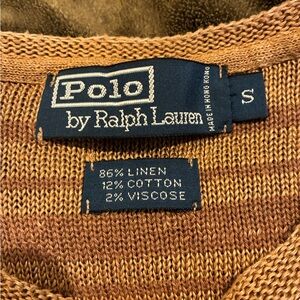 Polo
by Ralph Lauren
MADE IN HONG KONG
S
86% LINEN
12% COTTON
2% VISCOSE